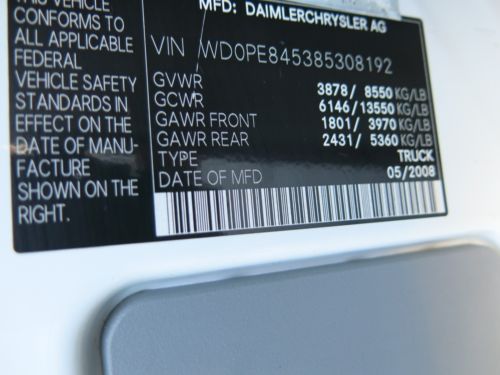 THIS VEHICLE
CONFORMS TO
ALL APPLICABLE
FEDERAL
VEHICLE SAFETY
STANDARDS IN
EFFECT ON THE
DATE OF MANU-
FACTURE
SHOWN ON THE
RIGHT.
MFD: DAIMLERCHRYSLER AG
VIN WD0PE845385308192
GVWR 3878 / 8550 KG/LB
GCWR 6146 / 13550 KG/LB
GAWR FRONT 1801 / 3970 KG/LB
GAWR REAR 2431 / 5360 KG/LB
TYPE TRUCK
DATE OF MFD 05/2008